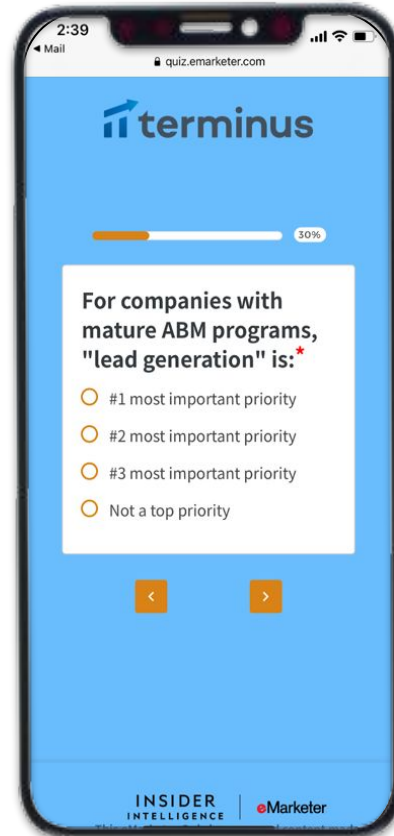 2:39
Mail
quiz.emarketer.com
terminus
30%
For companies with
mature ABM programs,
"lead generation" is:*
#1 most important priority
#2 most important priority
#3 most important priority
Not a top priority
<
>
INSIDER
INTELLIGENCE
eMarketer